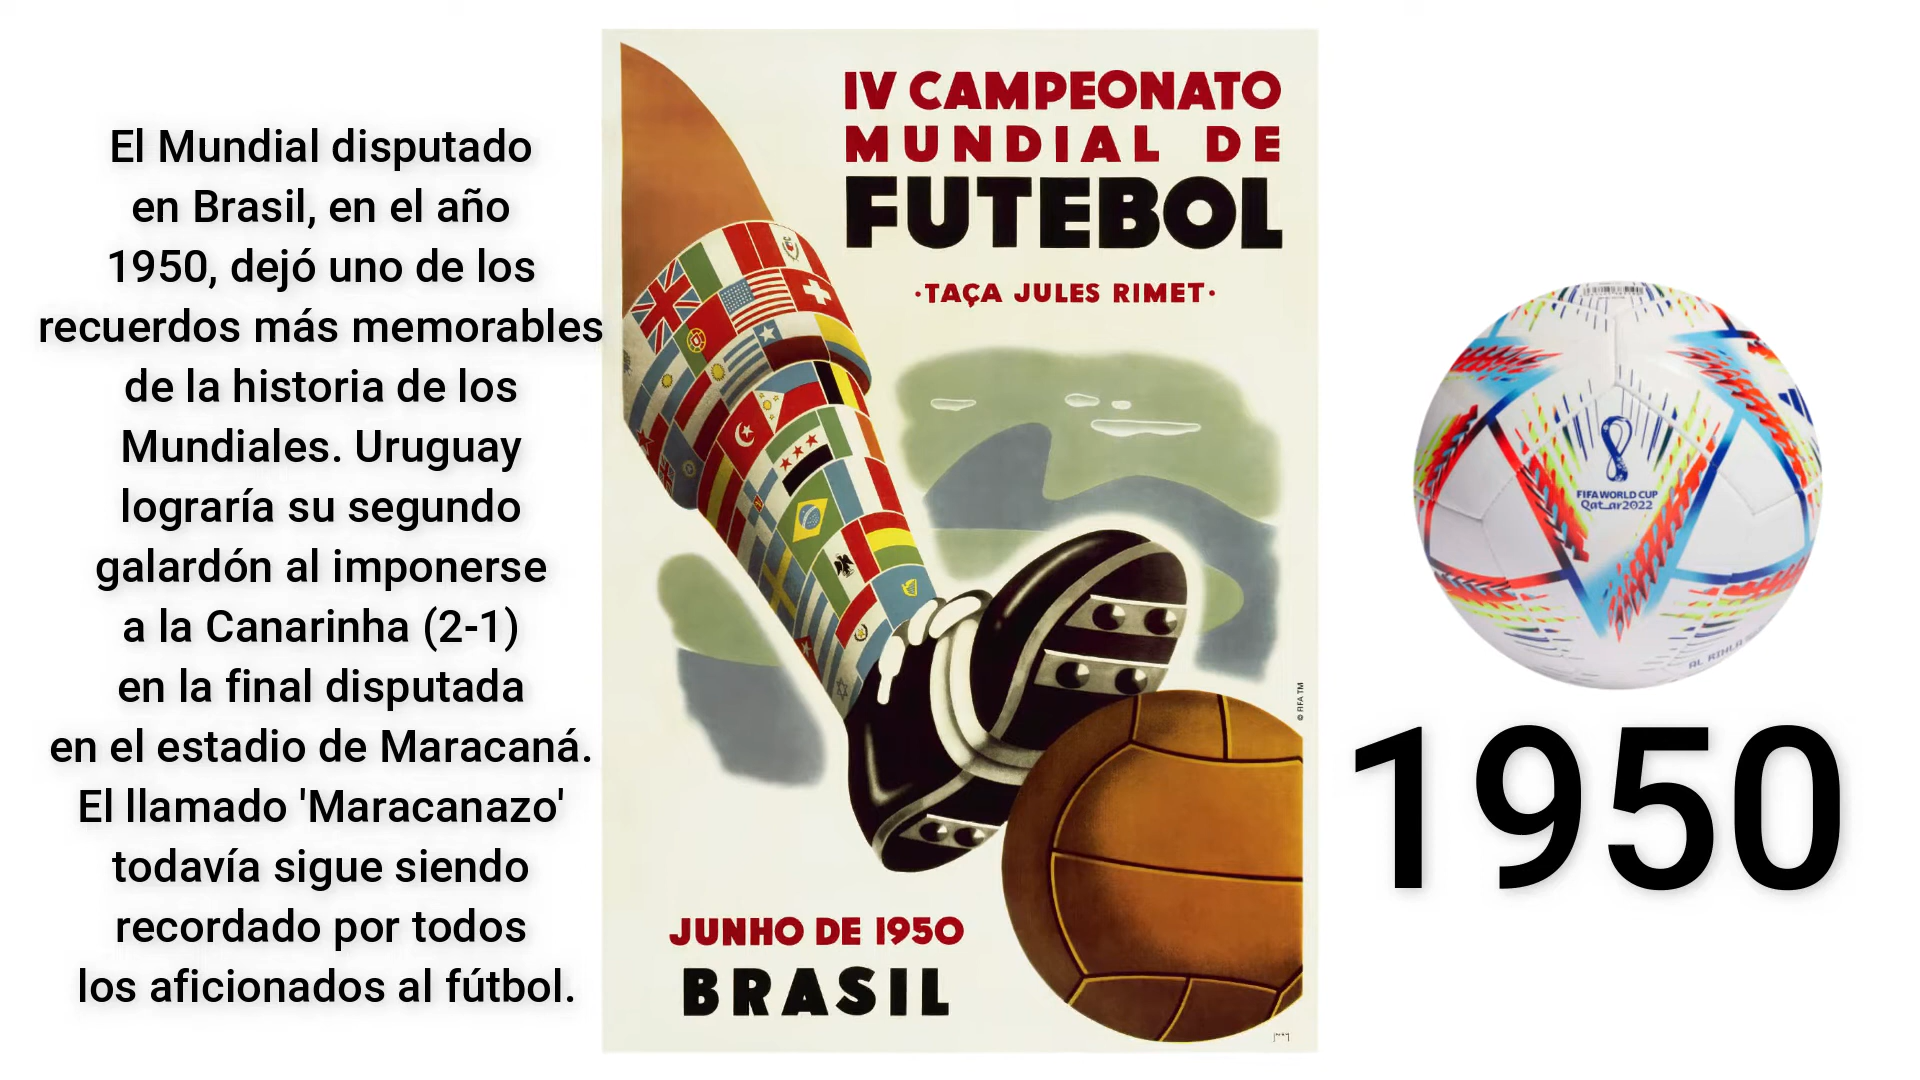 El Mundial disputado
en Brasil, en el año
1950, dejó uno de los
recuerdos más memorables
de la historia de los
Mundiales. Uruguay
lograría su segundo
galardón al imponerse
a la Canarinha (2-1)
en la final disputada
en el estadio de Maracaná.
El llamado 'Maracanazo'
todavía sigue siendo
recordado por todos
los aficionados al fútbol.
IV CAMPEONATO
MUNDIAL DE
FUTEBOL
·TAÇA JULES RIMET·
© FIFA TM
JUNHO DE 1950
BRASIL
FIFA WORLD CUP
Qatar2022
AL RIHLA
1950